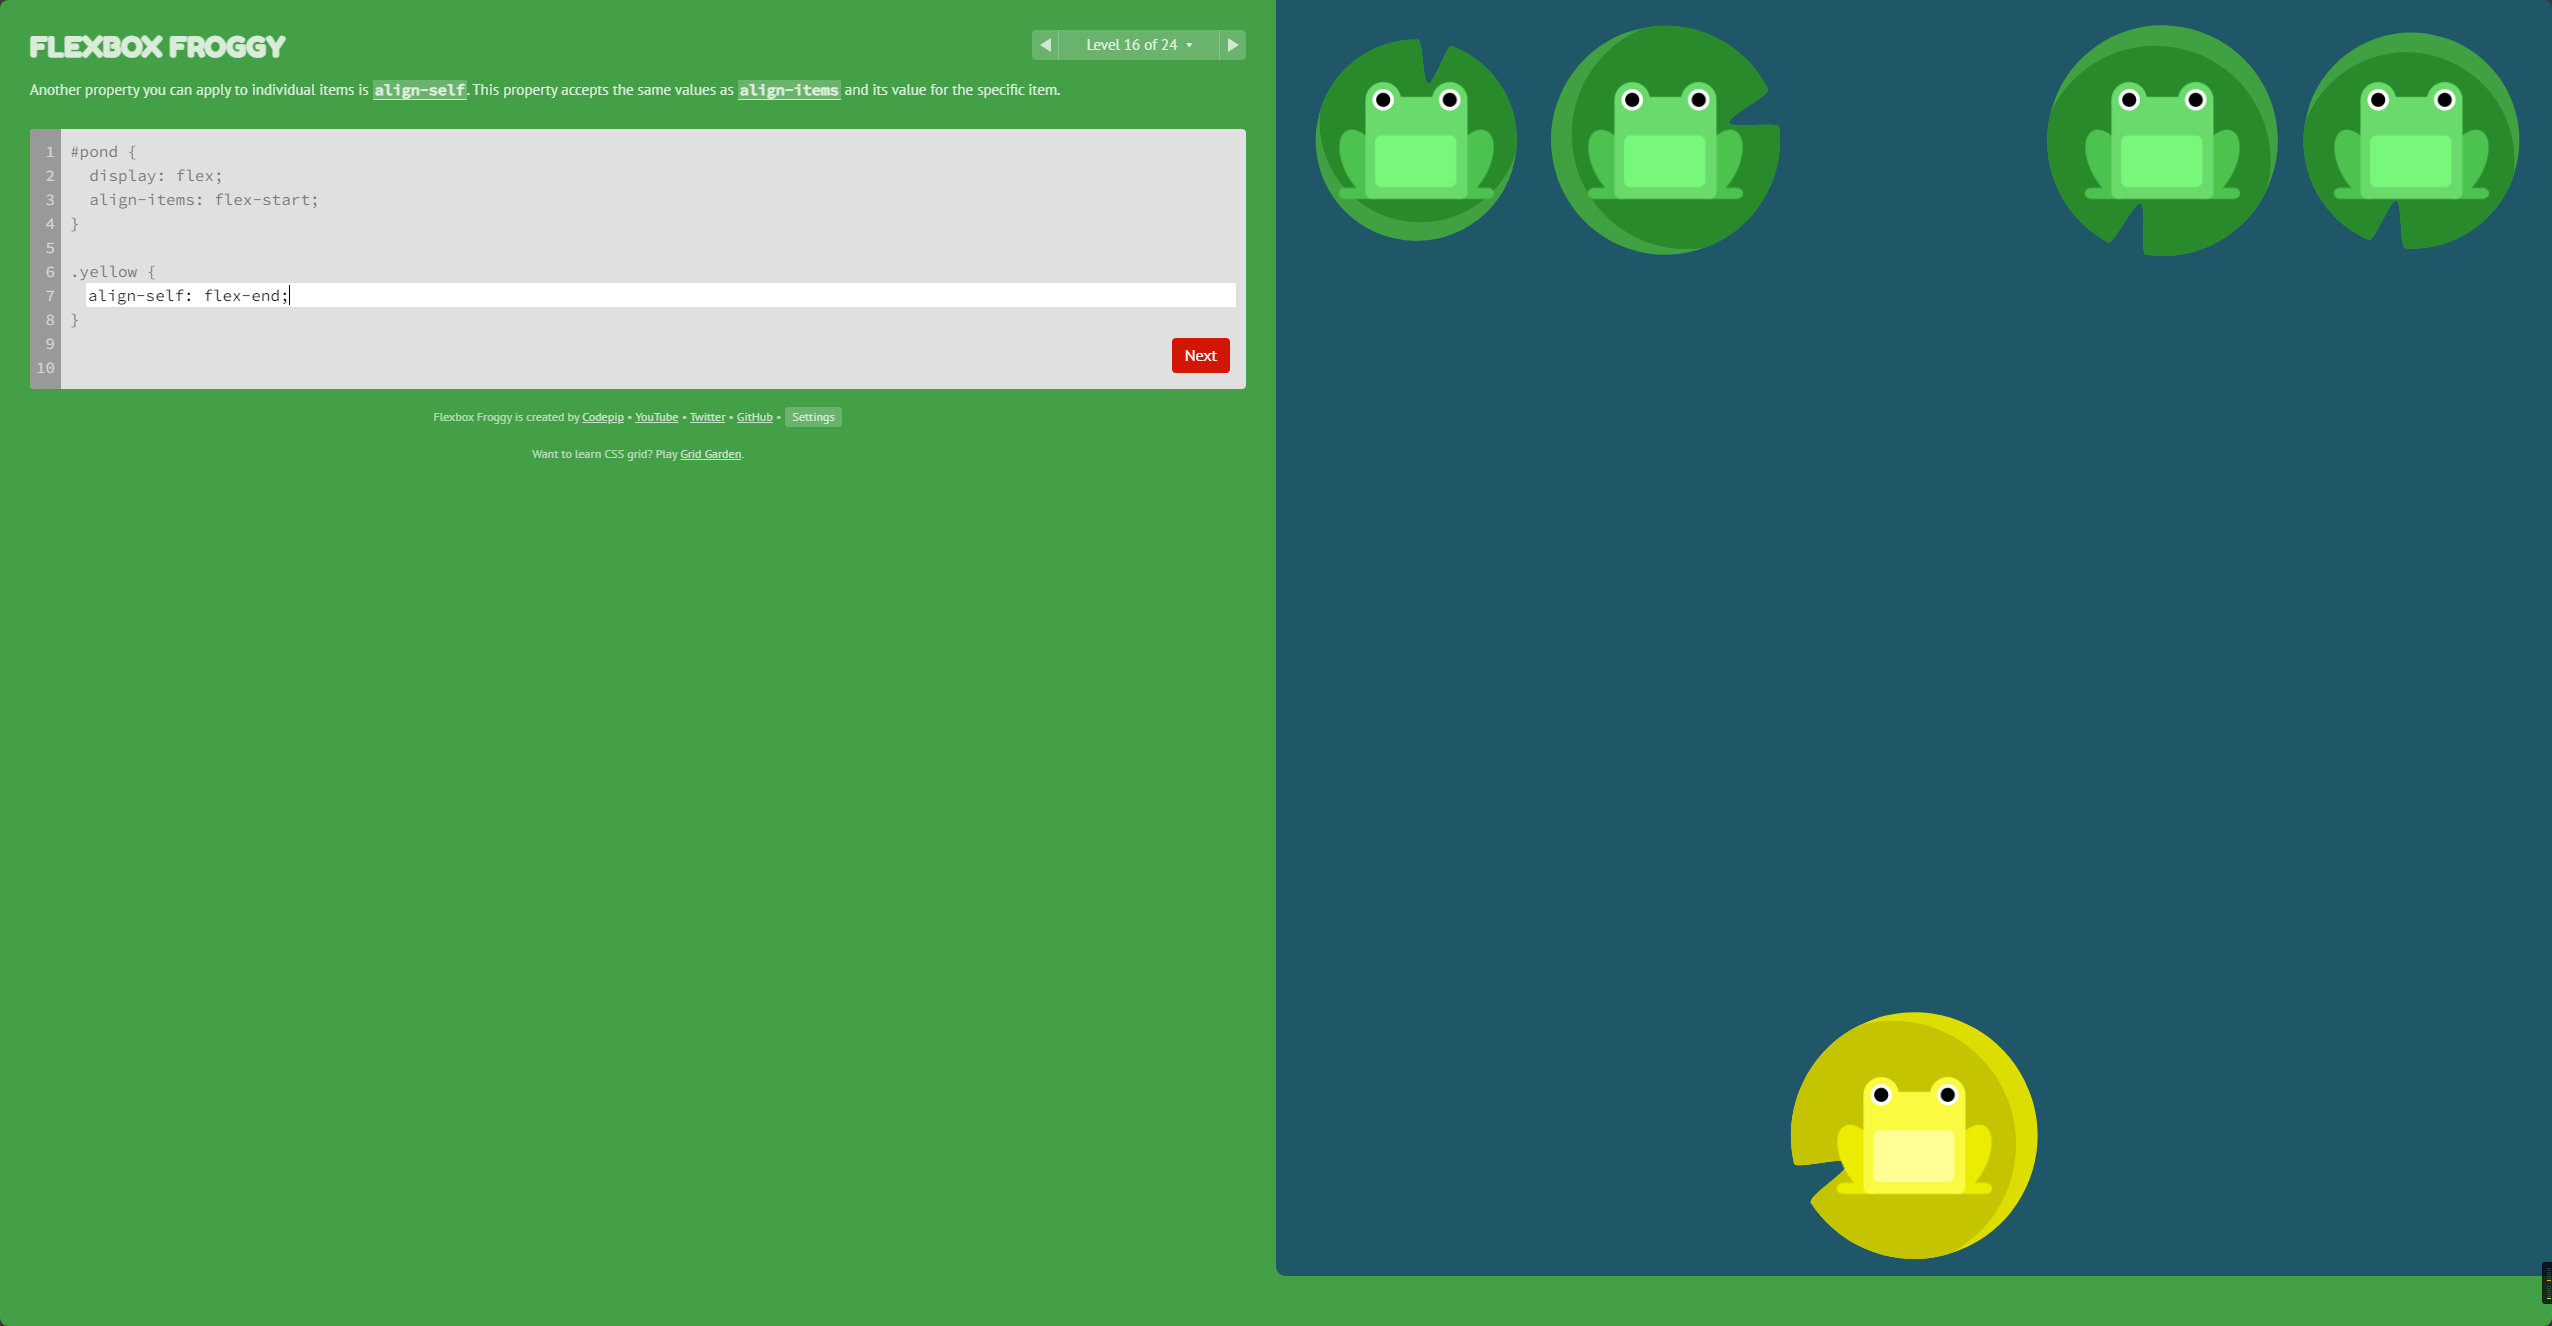 FLEXBOX FROGGY
Level 16 of 24
Another property you can apply to individual items is align-self. This property accepts the same values as align-items and its value for the specific item.
1 #pond {
2 display: flex;
3 align-items: flex-start;
4 }
5
6 .yellow {
7 align-self: flex-end;
8 }
9
10
Next
Flexbox Froggy is created by Codepip • YouTube • Twitter • GitHub • Settings
Want to learn CSS grid? Play Grid Garden.